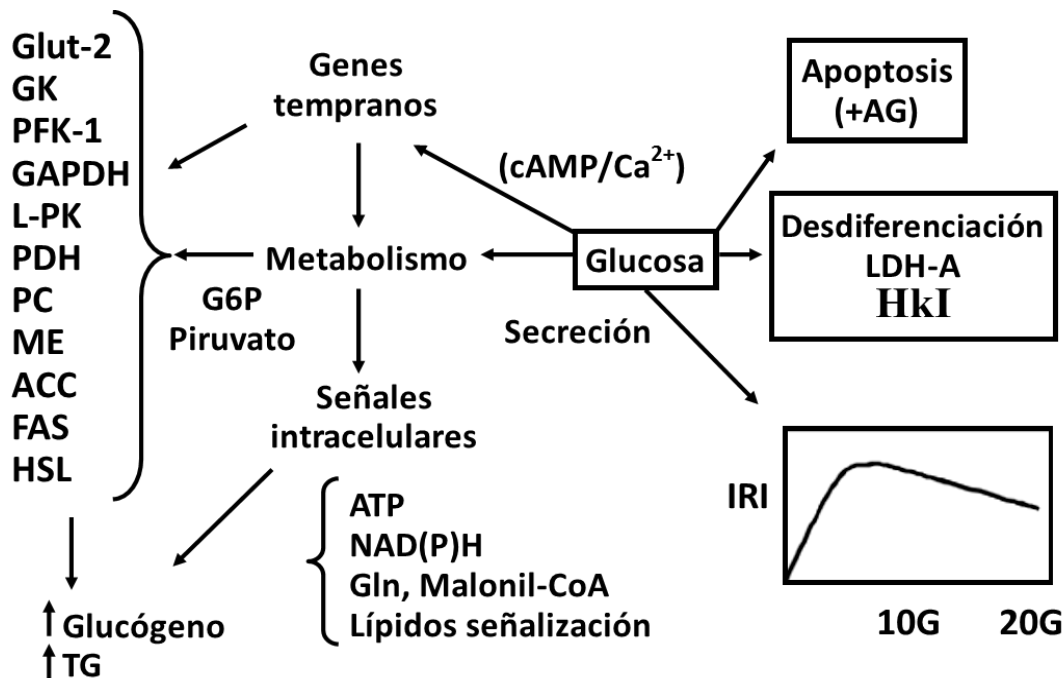 Glut-2
GK
PFK-1
GAPDH
L-PK
PDH
PC
ME
ACC
FAS
HSL
Genes
tempranos
(cAMP/Ca²⁺)
Apoptosis
(+AG)
Metabolismo
G6P
Piruvato
Glucosa
Desdiferenciación
LDH-A
HkI
Secreción
Señales
intracelulares
ATP
NAD(P)H
Gln, Malonil-CoA
Lípidos señalización
Glucógeno
TG
IRI
10G 20G